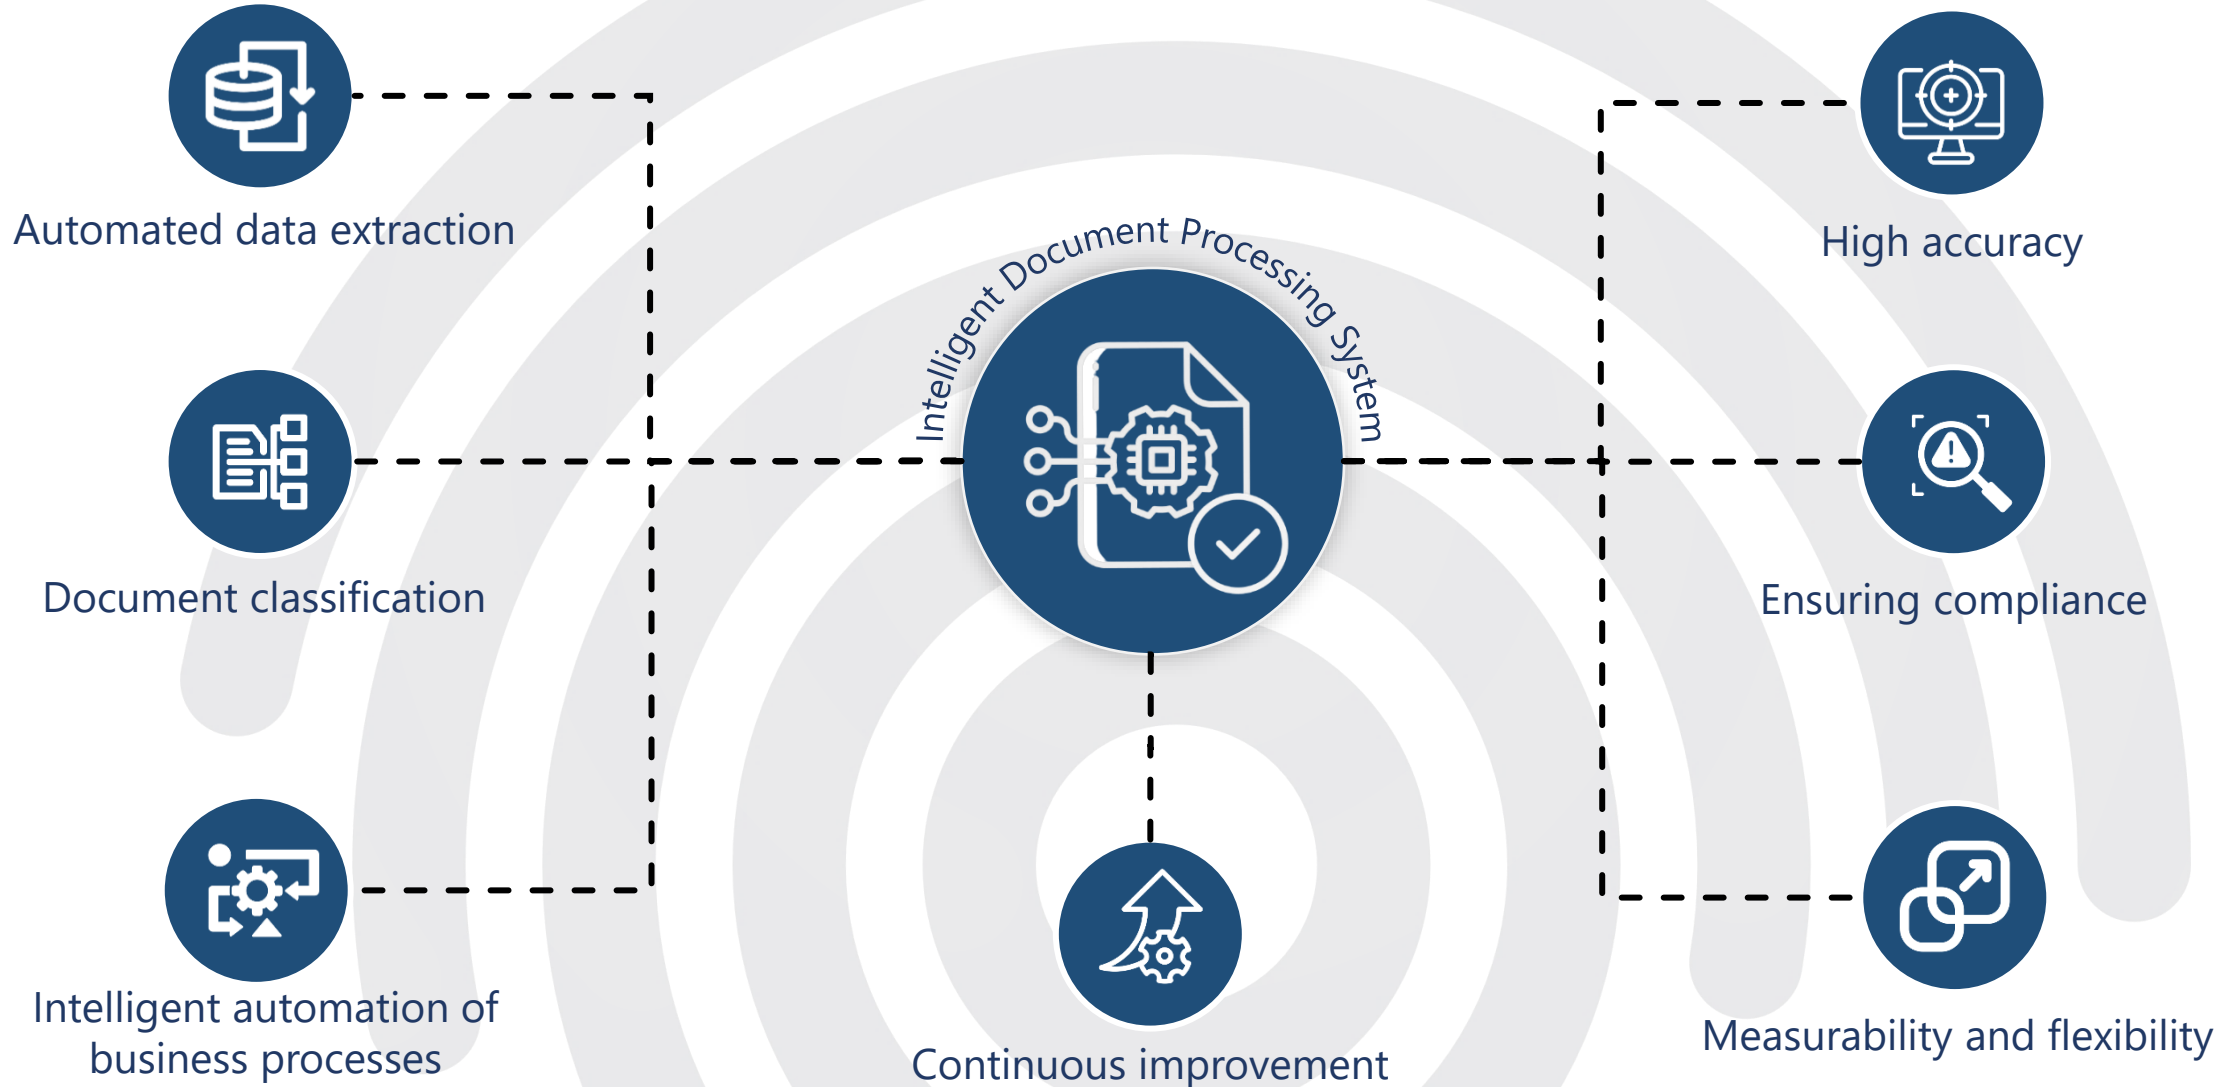 Automated data extraction
Document classification
Intelligent automation of
business processes
Intelligent Document Processing System
Continuous improvement
High accuracy
Ensuring compliance
Measurability and flexibility